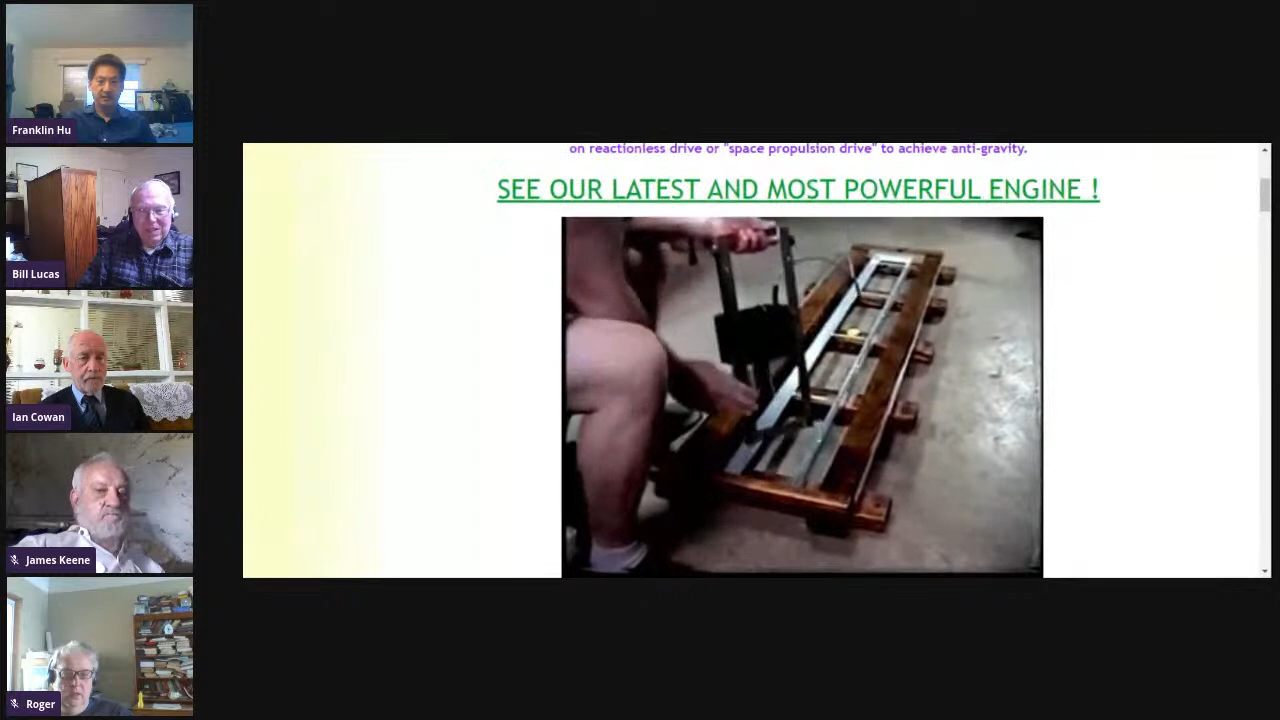 Franklin Hu
Bill Lucas
Ian Cowan
James Keene
Roger
on reactionless drive or "space propulsion drive" to achieve anti-gravity.
SEE OUR LATEST AND MOST POWERFUL ENGINE !